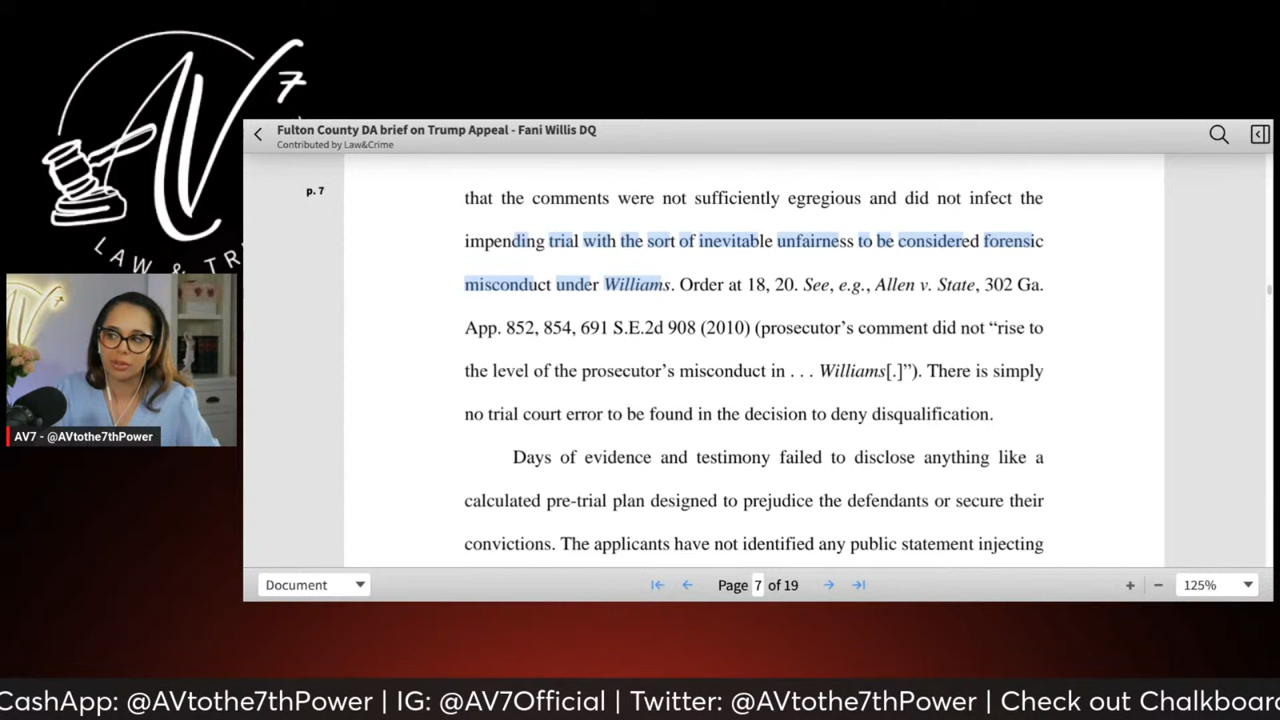 AV7
LAW & TR
Fulton County DA brief on Trump Appeal - Fani Willis DQ
Contributed by Law&Crime
p. 7
that the comments were not sufficiently egregious and did not infect the
impending trial with the sort of inevitable unfairness to be considered forensic
misconduct under Williams. Order at 18, 20. See, e.g., Allen v. State, 302 Ga.
App. 852, 854, 691 S.E.2d 908 (2010) (prosecutor’s comment did not “rise to
the level of the prosecutor’s misconduct in . . . Williams[.]”). There is simply
no trial court error to be found in the decision to deny disqualification.
Days of evidence and testimony failed to disclose anything like a
calculated pre-trial plan designed to prejudice the defendants or secure their
convictions. The applicants have not identified any public statement injecting
AV7 - @AVtothe7thPower
Document
Page 7 of 19
125%
CashApp: @AVtothe7thPower | IG: @AV7Official | Twitter: @AVtothe7thPower | Check out Chalkboard